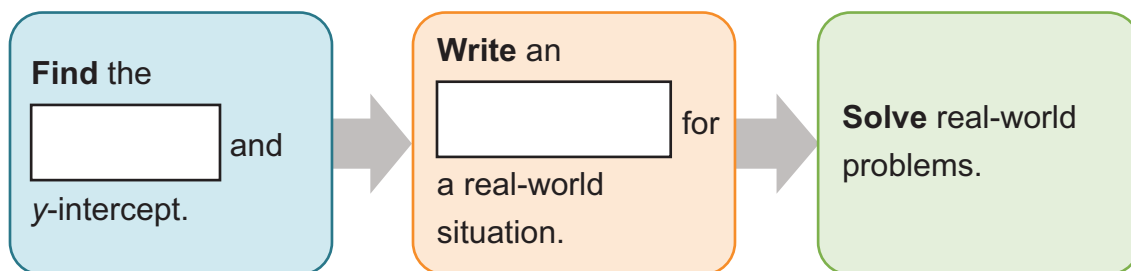 Find the
and
y-intercept.
Write an
for
a real-world
situation.
Solve real-world
problems.